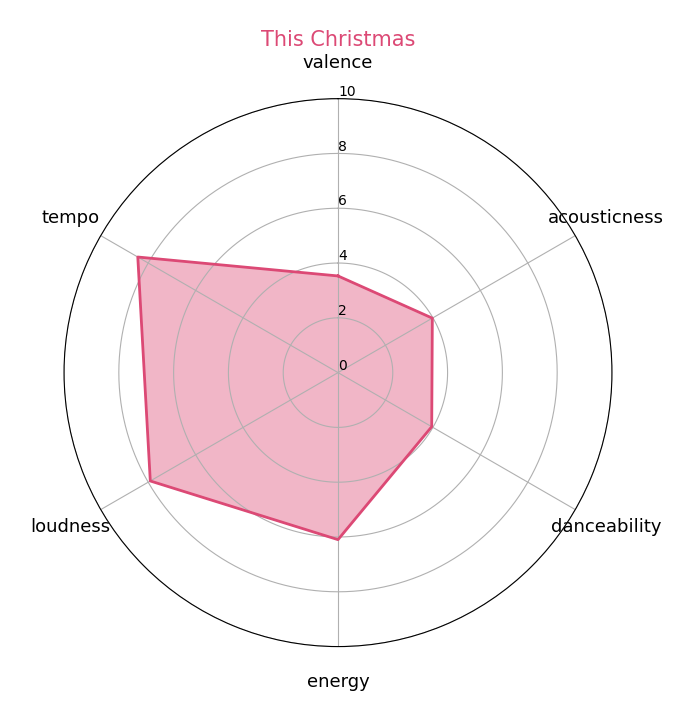 This Christmas
valence
10
8
6
4
2
0
tempo
acousticness
loudness
danceability
energy